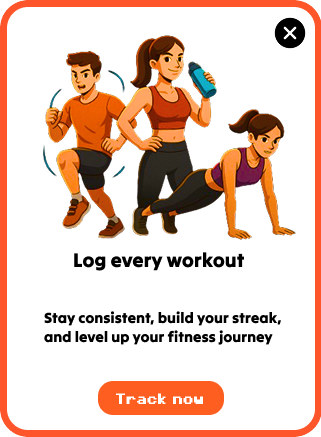 Log every workout
Stay consistent, build your streak,
and level up your fitness journey
Track now